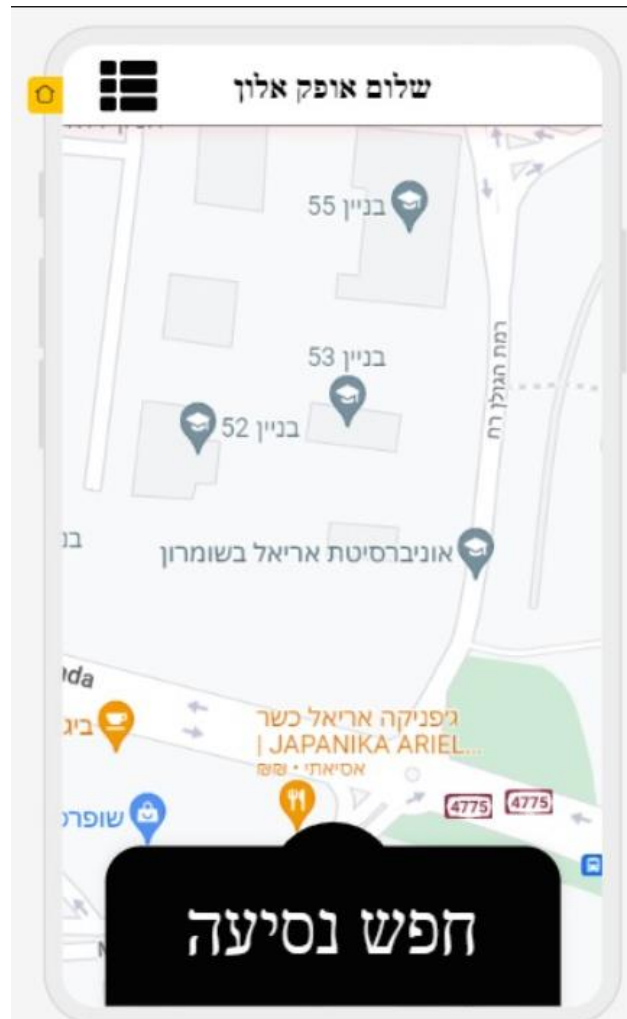 שלום אופק אלון
בניין 55
בניין 53
בניין 52
רמת הגולן רח
אוניברסיטת אריאל בשומרון
ג׳פניקה אריאל כשר
| JAPANIKA ARIEL...
אסיאתי • ₪₪
4775
4775
חפש נסיעה